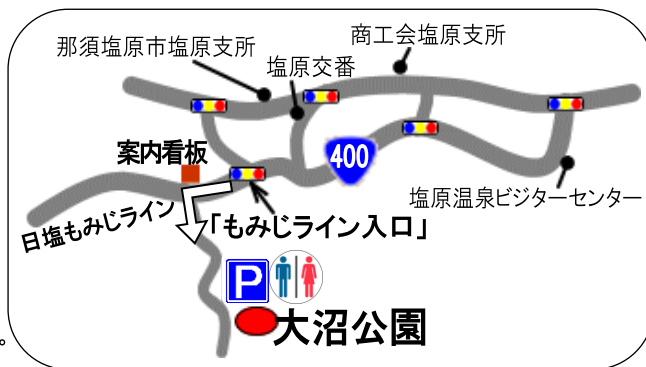 那須塩原市塩原支所
商工会塩原支所
塩原交番
案内看板
400
塩原温泉ビジターセンター
日塩もみじライン
「もみじライン入口」
P
大沼公園
。